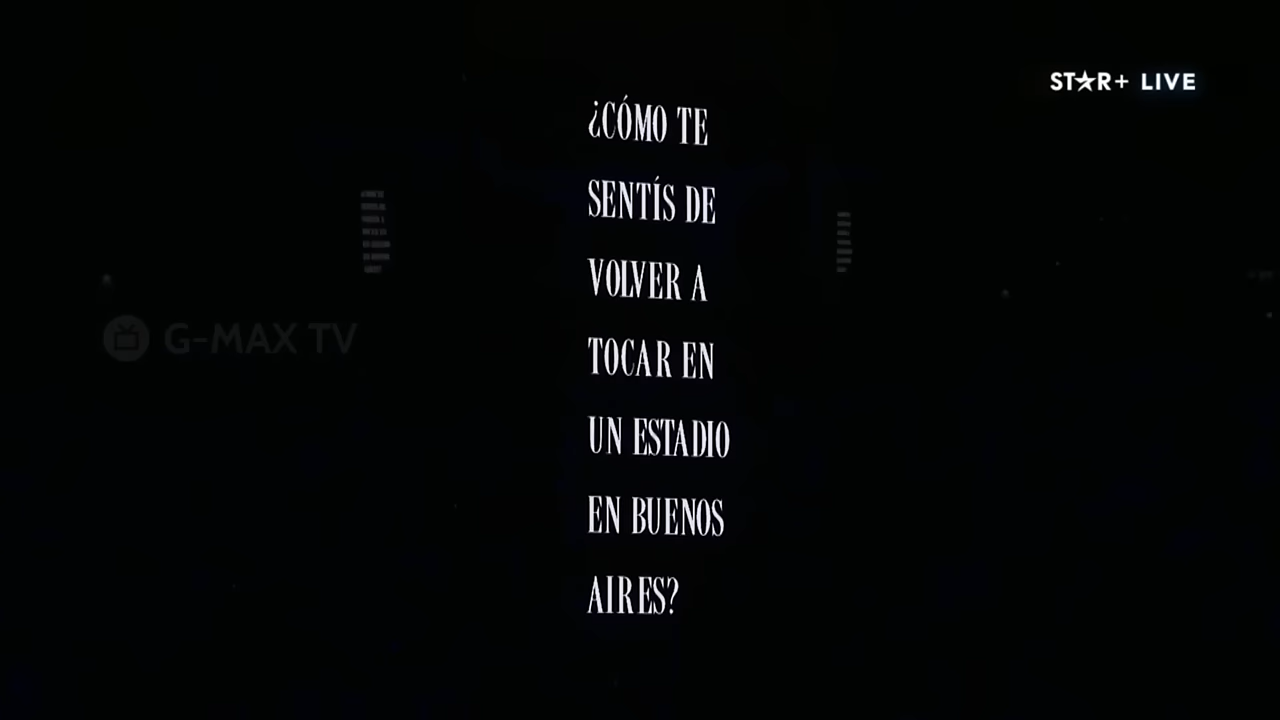 STAR+ LIVE
¿CÓMO TE
SENTÍS DE
VOLVER A
TOCAR EN
UN ESTADIO
EN BUENOS
AIRES?
G-MAX TV